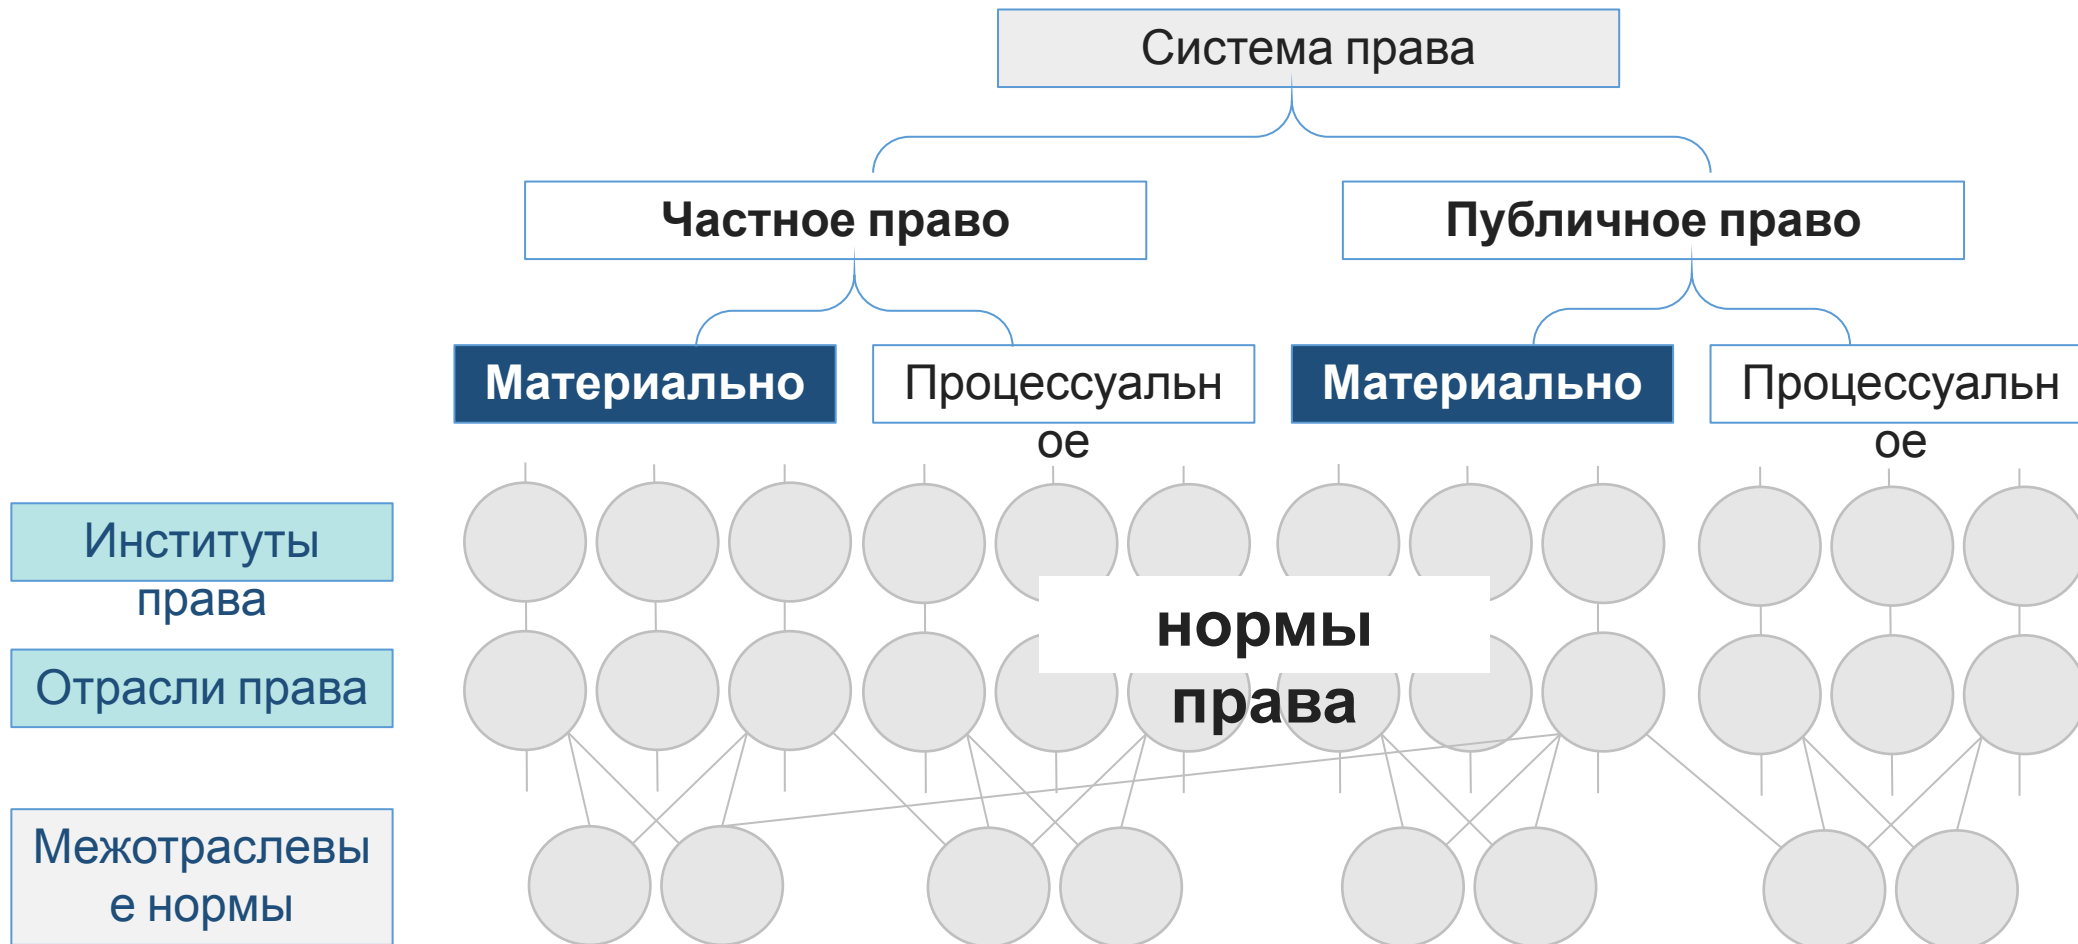 Система права
Частное право
Публичное право
Материально
Процессуальн
ое
Материально
Процессуальн
ое
Институты
права
нормы
права
Отрасли права
Межотраслевы
е нормы